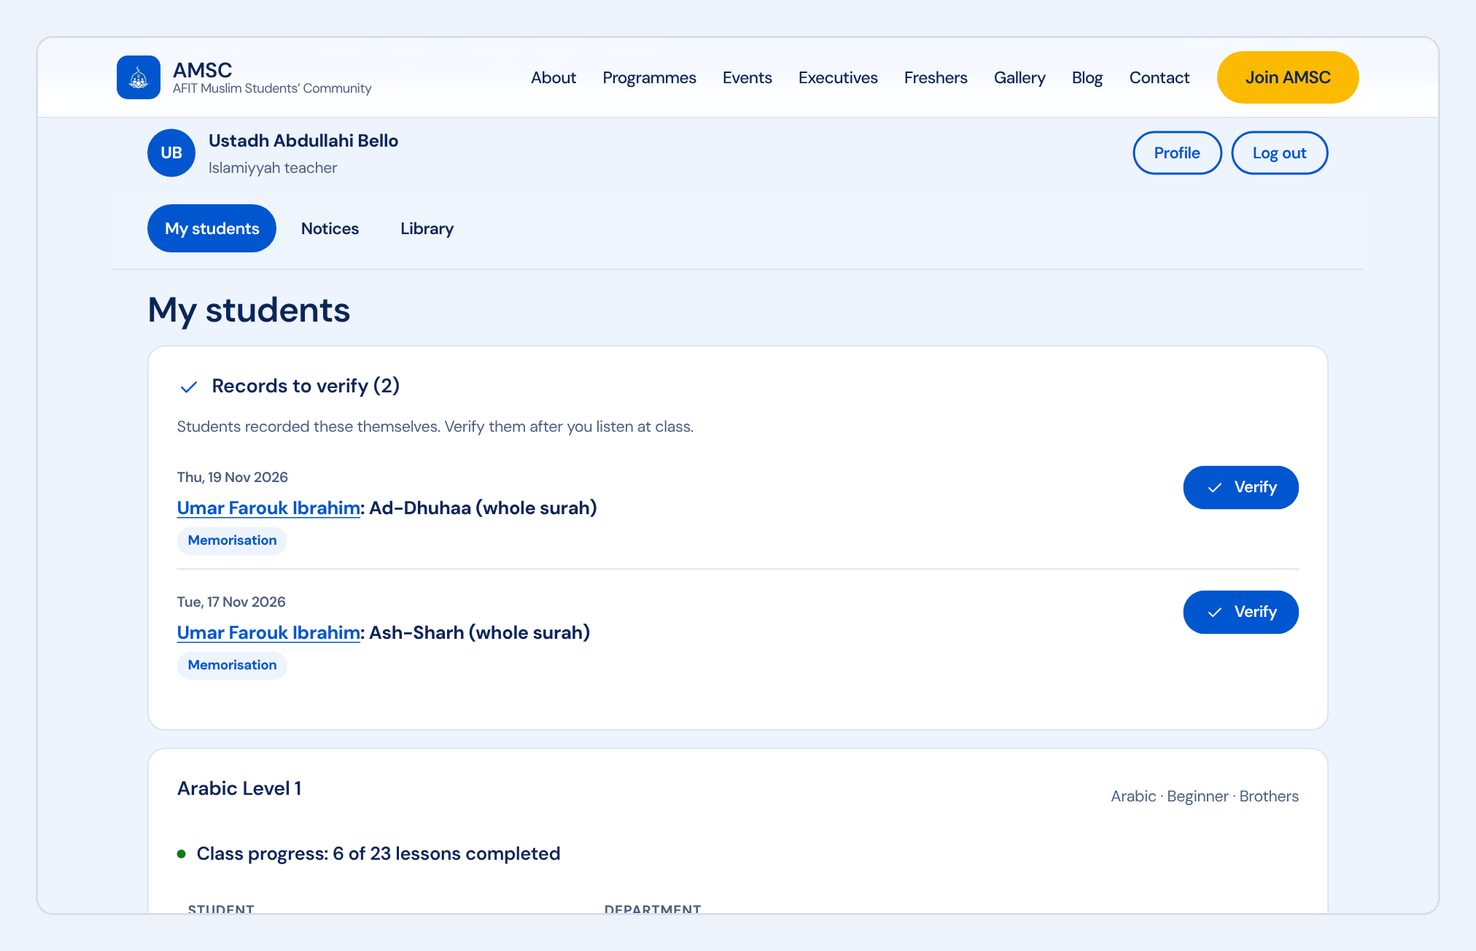 AMSC
AFIT Muslim Students’ Community
About Programmes Events Executives Freshers Gallery Blog Contact Join AMSC
UB
Ustadh Abdullahi Bello
Islamiyyah teacher
Profile Log out
My students Notices Library
My students
Records to verify (2)
Students recorded these themselves. Verify them after you listen at class.
Thu, 19 Nov 2026
Umar Farouk Ibrahim: Ad-Dhuhaa (whole surah)
Memorisation
Verify
Tue, 17 Nov 2026
Umar Farouk Ibrahim: Ash-Sharh (whole surah)
Memorisation
Verify
Arabic Level 1
Arabic · Beginner · Brothers
Class progress: 6 of 23 lessons completed
STUDENT DEPARTMENT